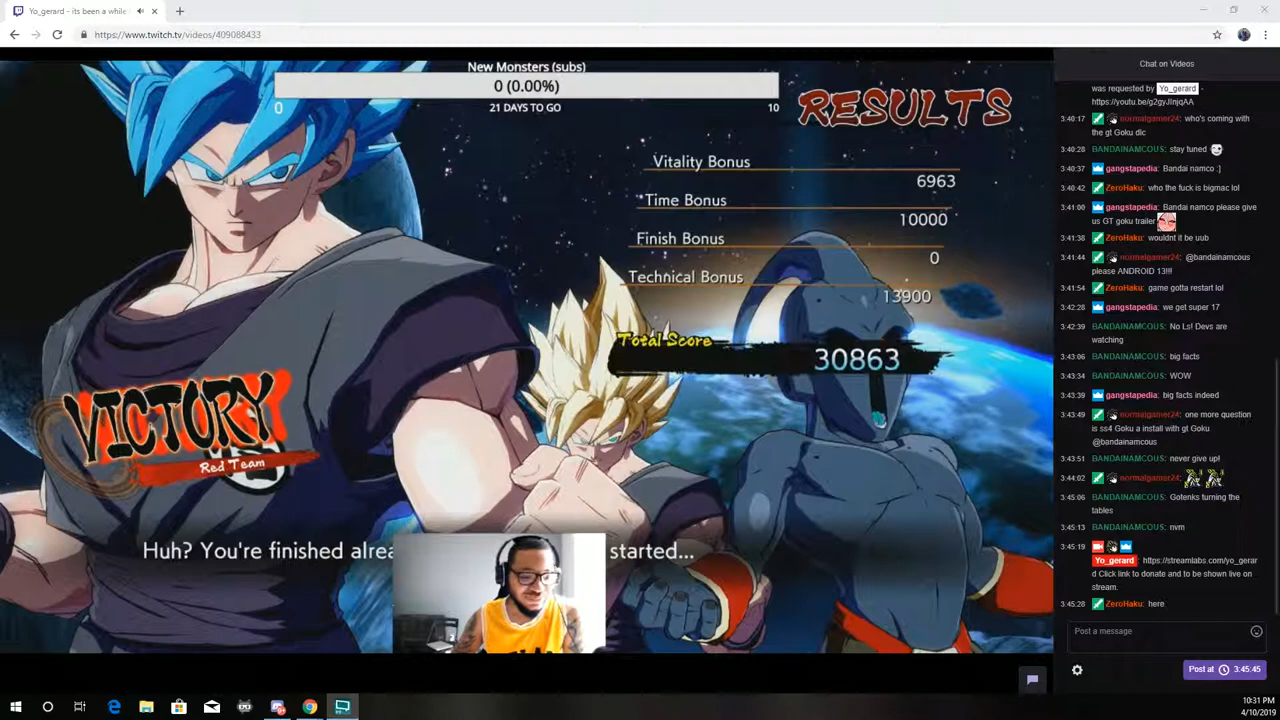 Yo_gerard - its been a while
https://www.twitch.tv/videos/409088433
New Monsters (subs)
0 (0.00%)
0
21 DAYS TO GO
10
RESULTS
Vitality Bonus
6963
Time Bonus
10000
Finish Bonus
0
Technical Bonus
13900
Total Score
30863
VICTORY
Red Team
Huh? You're finished alrea
started...
Chat on Videos
was requested by Yo_gerard -
https://youtu.be/g2gyJInjqAA
3:40:17 normalgamer24: who's coming with
the gt Goku dlc
3:40:28 BANDAINAMCOUS: stay tuned
3:40:37 gangstapedia: Bandai namco :]
3:40:42 ZeroHaku: who the fuck is bigmac lol
3:41:00 gangstapedia: Bandai namco please give
us GT goku trailer
3:41:38 ZeroHaku: wouldnt it be uub
3:41:44 normalgamer24: @bandainamcous
please ANDROID 13!!!
3:41:54 ZeroHaku: game gotta restart lol
3:42:28 gangstapedia: we get super 17
3:42:39 BANDAINAMCOUS: No Ls! Devs are
watching
3:43:06 BANDAINAMCOUS: big facts
3:43:34 BANDAINAMCOUS: WOW
3:43:39 gangstapedia: big facts indeed
3:43:49 normalgamer24: one more question
is ss4 Goku a install with gt Goku
@bandainamcous
3:43:51 BANDAINAMCOUS: never give up!
3:44:02 normalgamer24:
3:45:06 BANDAINAMCOUS: Gotenks turning the
tables
3:45:13 BANDAINAMCOUS: nvm
3:45:19
Yo_gerard: https://streamlabs.com/yo_gerar
d Click link to donate and to be shown live on
stream.
3:45:28 ZeroHaku: here
Post a message
Post at 3:45:45
10:31 PM
4/10/2019